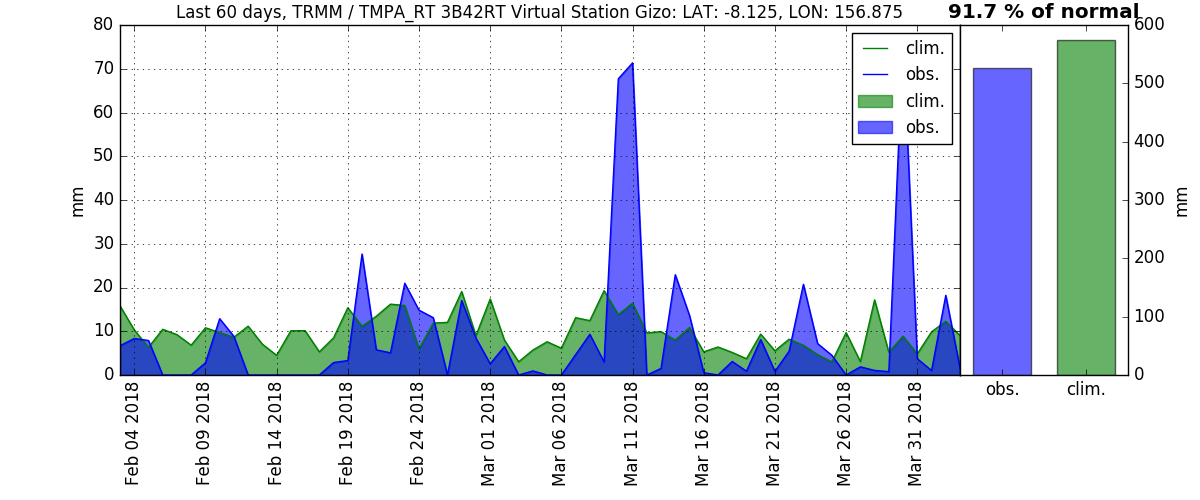 Last 60 days, TRMM / TMPA_RT 3B42RT Virtual Station Gizo: LAT: -8.125, LON: 156.875
91.7 % of normal
80
70
60
50
40
30
20
10
0
mm
clim.
obs.
clim.
obs.
600
500
400
300
200
100
0
mm
Feb 04 2018
Feb 09 2018
Feb 14 2018
Feb 19 2018
Feb 24 2018
Mar 01 2018
Mar 06 2018
Mar 11 2018
Mar 16 2018
Mar 21 2018
Mar 26 2018
Mar 31 2018
obs.
clim.